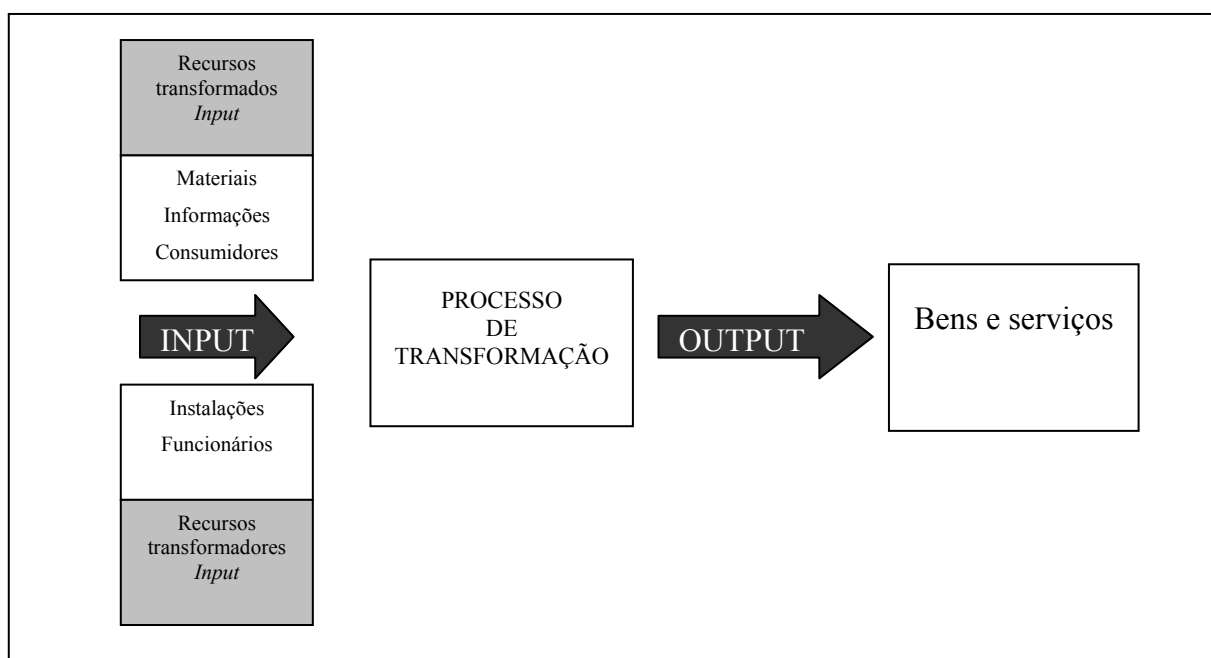 Recursos
transformados
Input
Materiais
Informações
Consumidores
INPUT
Instalações
Funcionários
Recursos
transformadores
Input
PROCESSO
DE
TRANSFORMAÇÃO
OUTPUT
Bens e serviços